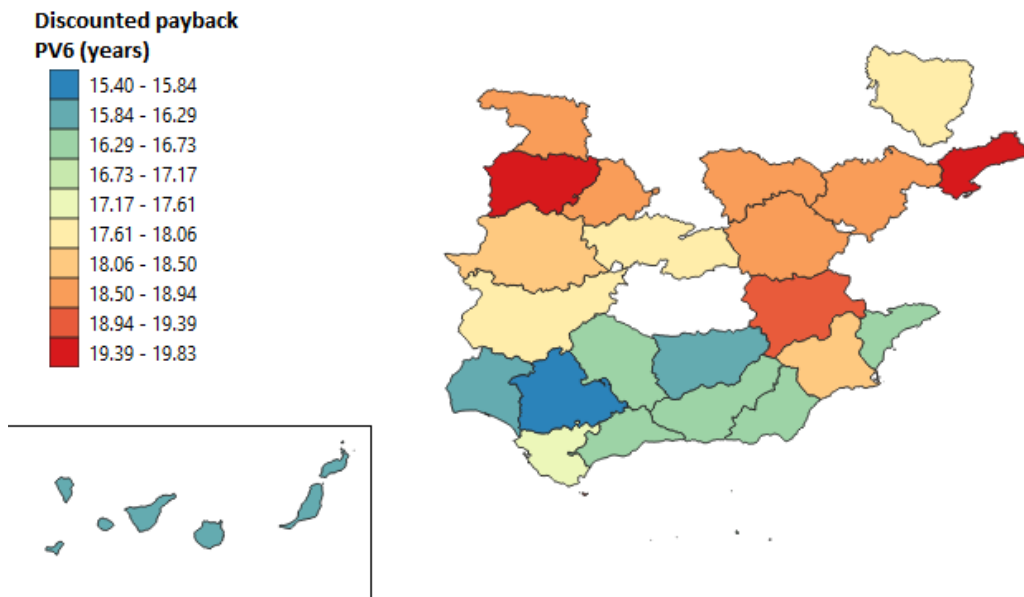 Discounted payback
PV6 (years)
15.40 - 15.84
15.84 - 16.29
16.29 - 16.73
16.73 - 17.17
17.17 - 17.61
17.61 - 18.06
18.06 - 18.50
18.50 - 18.94
18.94 - 19.39
19.39 - 19.83